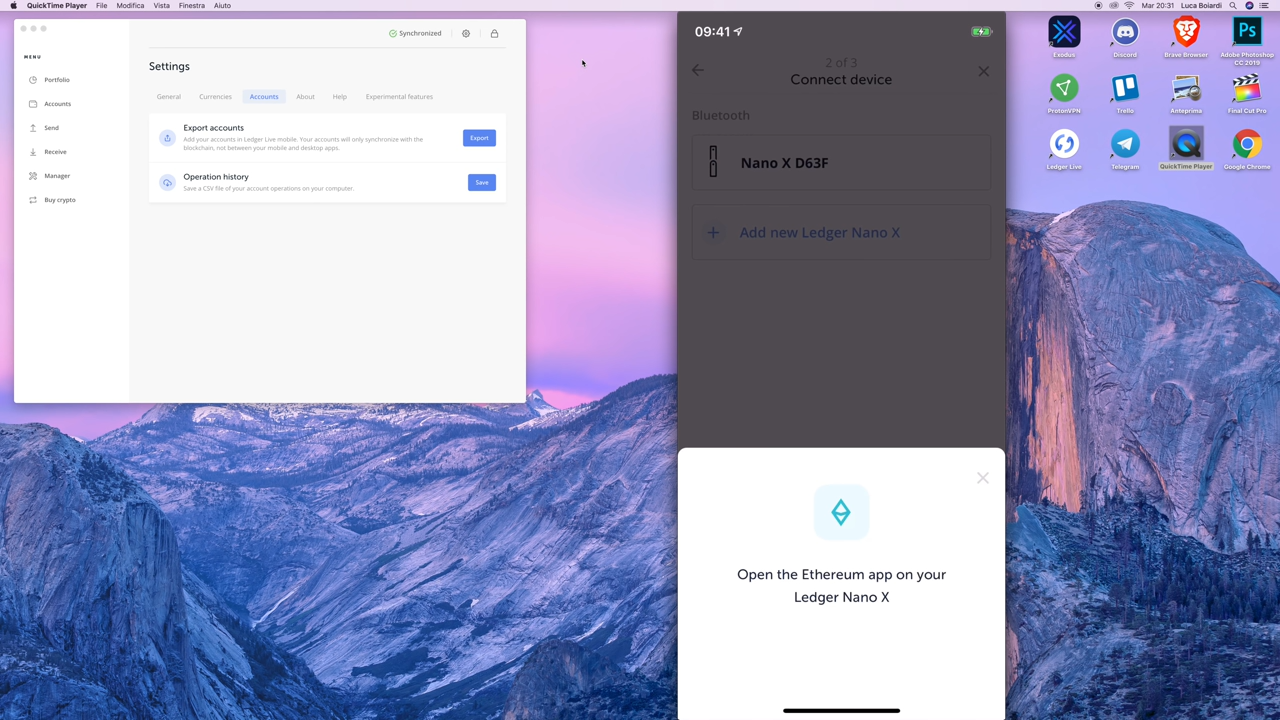 QuickTime Player File Modifica Vista Finestra Aiuto
Mar 20:31 Luca Boiardi
MENU
Portfolio
Accounts
Send
Receive
Manager
Buy crypto
Synchronized
Settings
General Currencies Accounts About Help Experimental features
Export accounts
Add your accounts in Ledger Live mobile. Your accounts will only synchronize with the
blockchain, not between your mobile and desktop apps.
Export
Operation history
Save a CSV file of your account operations on your computer.
Save
09:41
2 of 3
Connect device
Bluetooth
Nano X D63F
Add new Ledger Nano X
Open the Ethereum app on your
Ledger Nano X
Exodus
Discord
Brave Browser
Ps
Adobe Photoshop
CC 2019
ProtonVPN
Trello
Anteprima
Final Cut Pro
Ledger Live
Telegram
QuickTime Player
Google Chrome